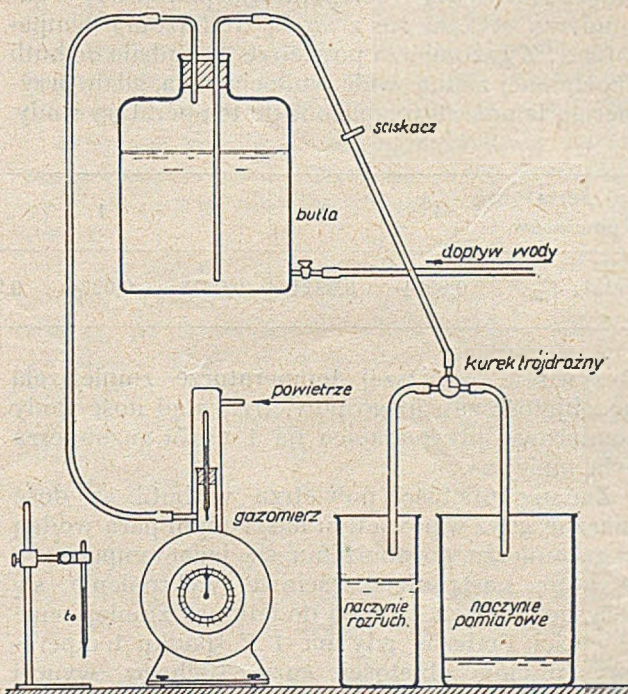 ściskacz
butla
dopływ wody
kurek trójdrożny
powietrze
gazomierz
naczynie
rozruch.
naczynie
pomiarowe
to